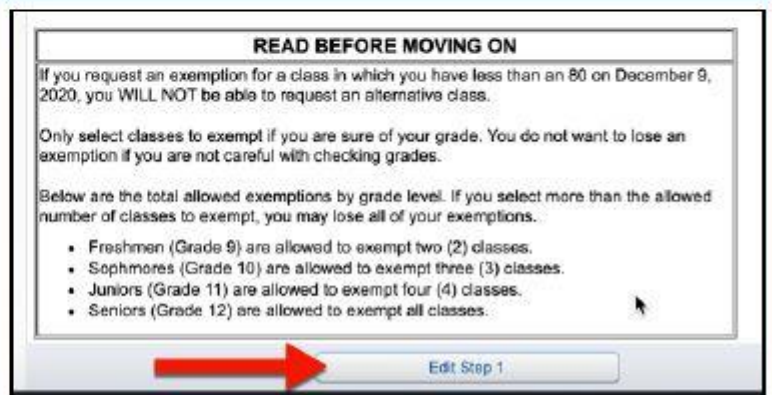 READ BEFORE MOVING ON
If you request an exemption for a class in which you have less than an 80 on December 9,
2020, you WILL NOT be able to request an alternative class.
Only select classes to exempt if you are sure of your grade. You do not want to lose an
exemption if you are not careful with checking grades.
Below are the total allowed exemptions by grade level. If you select more than the allowed
number of classes to exempt, you may lose all of your exemptions.
• Freshmen (Grade 9) are allowed to exempt two (2) classes.
• Sophmores (Grade 10) are allowed to exempt three (3) classes.
• Juniors (Grade 11) are allowed to exempt four (4) classes.
• Seniors (Grade 12) are allowed to exempt all classes.
Edit Step 1